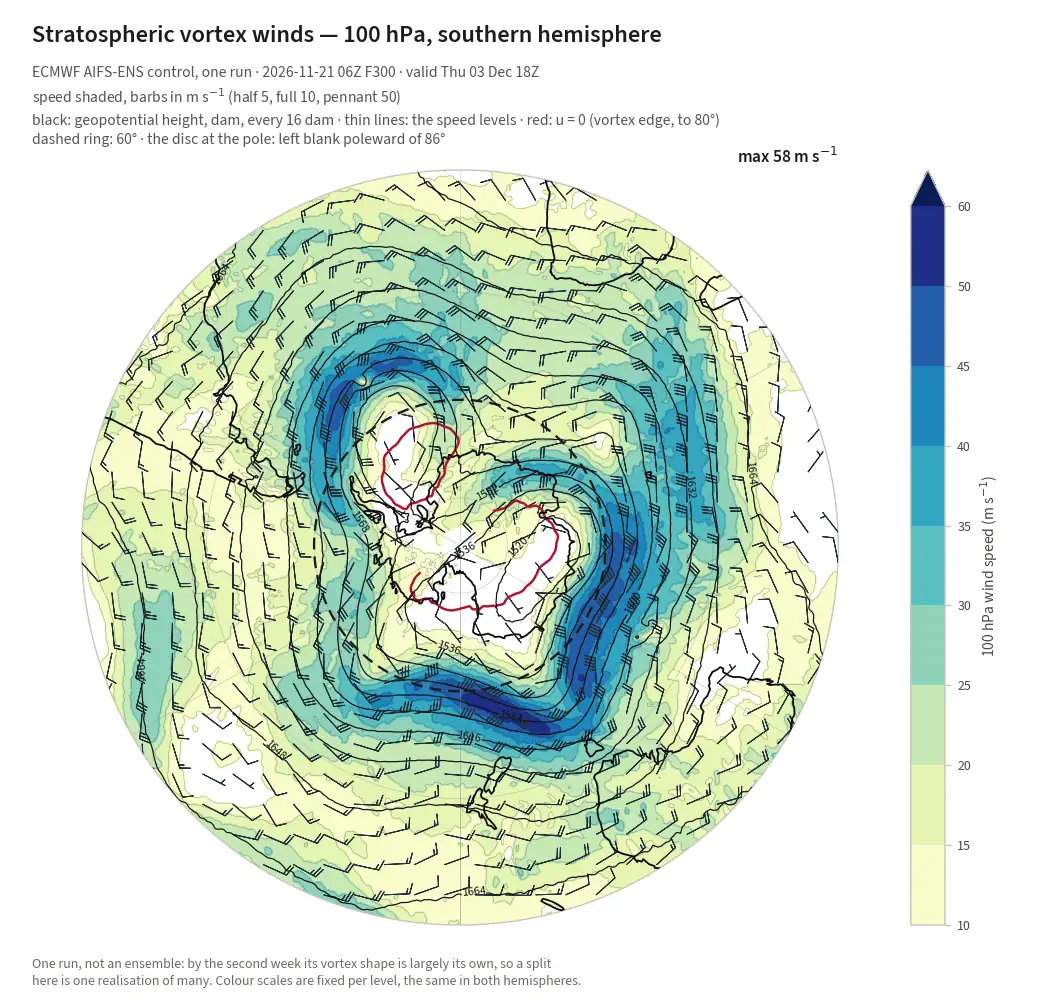 Stratospheric vortex winds — 100 hPa, southern hemisphere
ECMWF AIFS-ENS control, one run · 2026-11-21 06Z F300 · valid Thu 03 Dec 18Z
speed shaded, barbs in m s⁻¹ (half 5, full 10, pennant 50)
black: geopotential height, dam, every 16 dam · thin lines: the speed levels · red: u = 0 (vortex edge, to 80°)
dashed ring: 60° · the disc at the pole: left blank poleward of 86°
max 58 m s⁻¹
60
50
45
40
35
30
25
20
15
10
100 hPa wind speed (m s⁻¹)
1664
1632
1536
1520
1536
1664
1648
1664
One run, not an ensemble: by the second week its vortex shape is largely its own, so a split
here is one realisation of many. Colour scales are fixed per level, the same in both hemispheres.